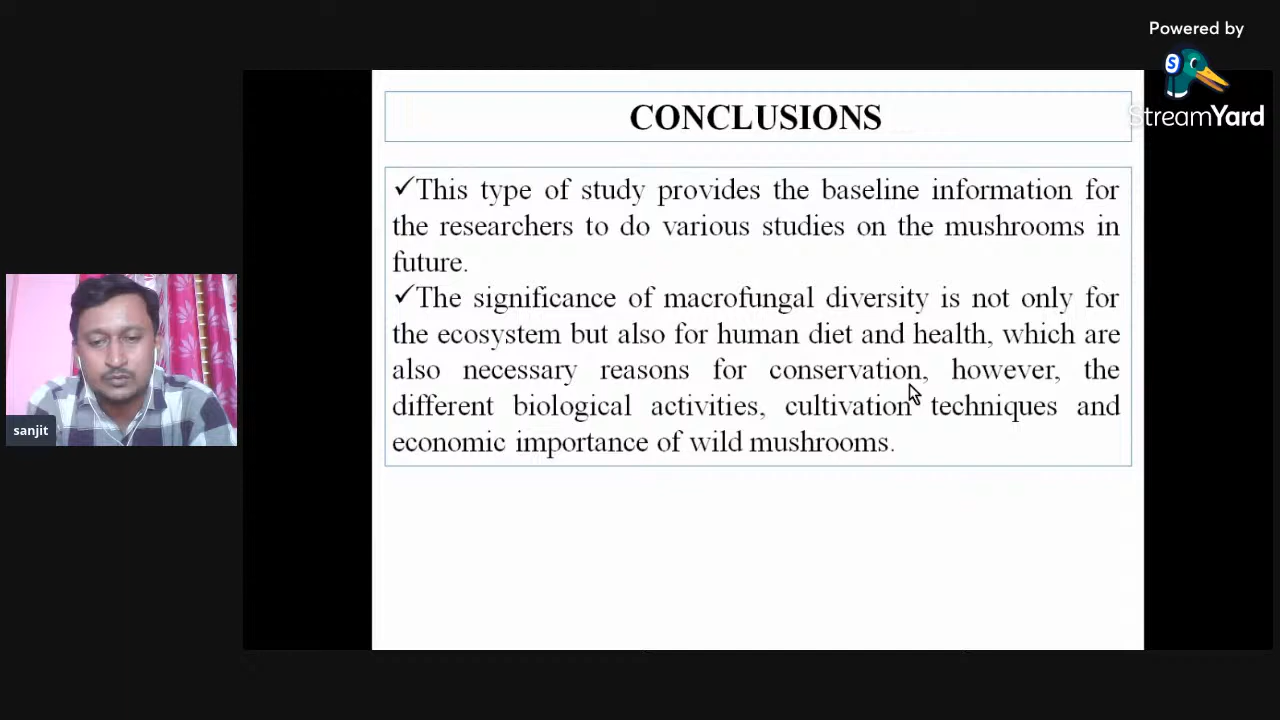 Powered by
StreamYard
CONCLUSIONS
✓This type of study provides the baseline information for
the researchers to do various studies on the mushrooms in
future.
✓The significance of macrofungal diversity is not only for
the ecosystem but also for human diet and health, which are
also necessary reasons for conservation, however, the
different biological activities, cultivation techniques and
economic importance of wild mushrooms.
sanjit